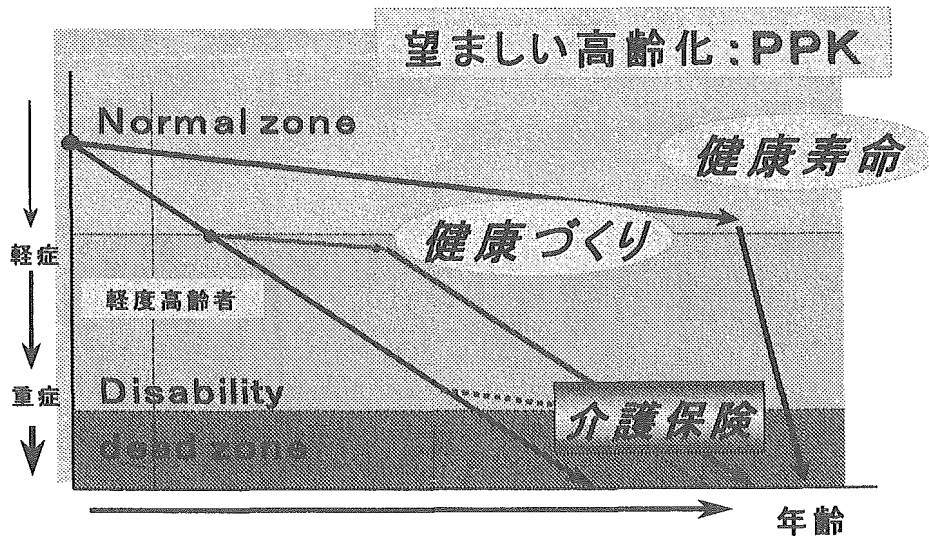 望ましい高齢化:PPK
Normal zone
健康寿命
健康づくり
軽症
軽度高齢者
重症
Disability
介護保険
dead zone
年齢